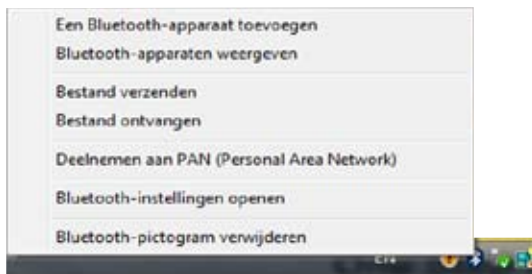 Een Bluetooth-apparaat toevoegen
Bluetooth-apparaten weergeven
Bestand verzenden
Bestand ontvangen
Deelnemen aan PAN (Personal Area Network)
Bluetooth-instellingen openen
Bluetooth-pictogram verwijderen